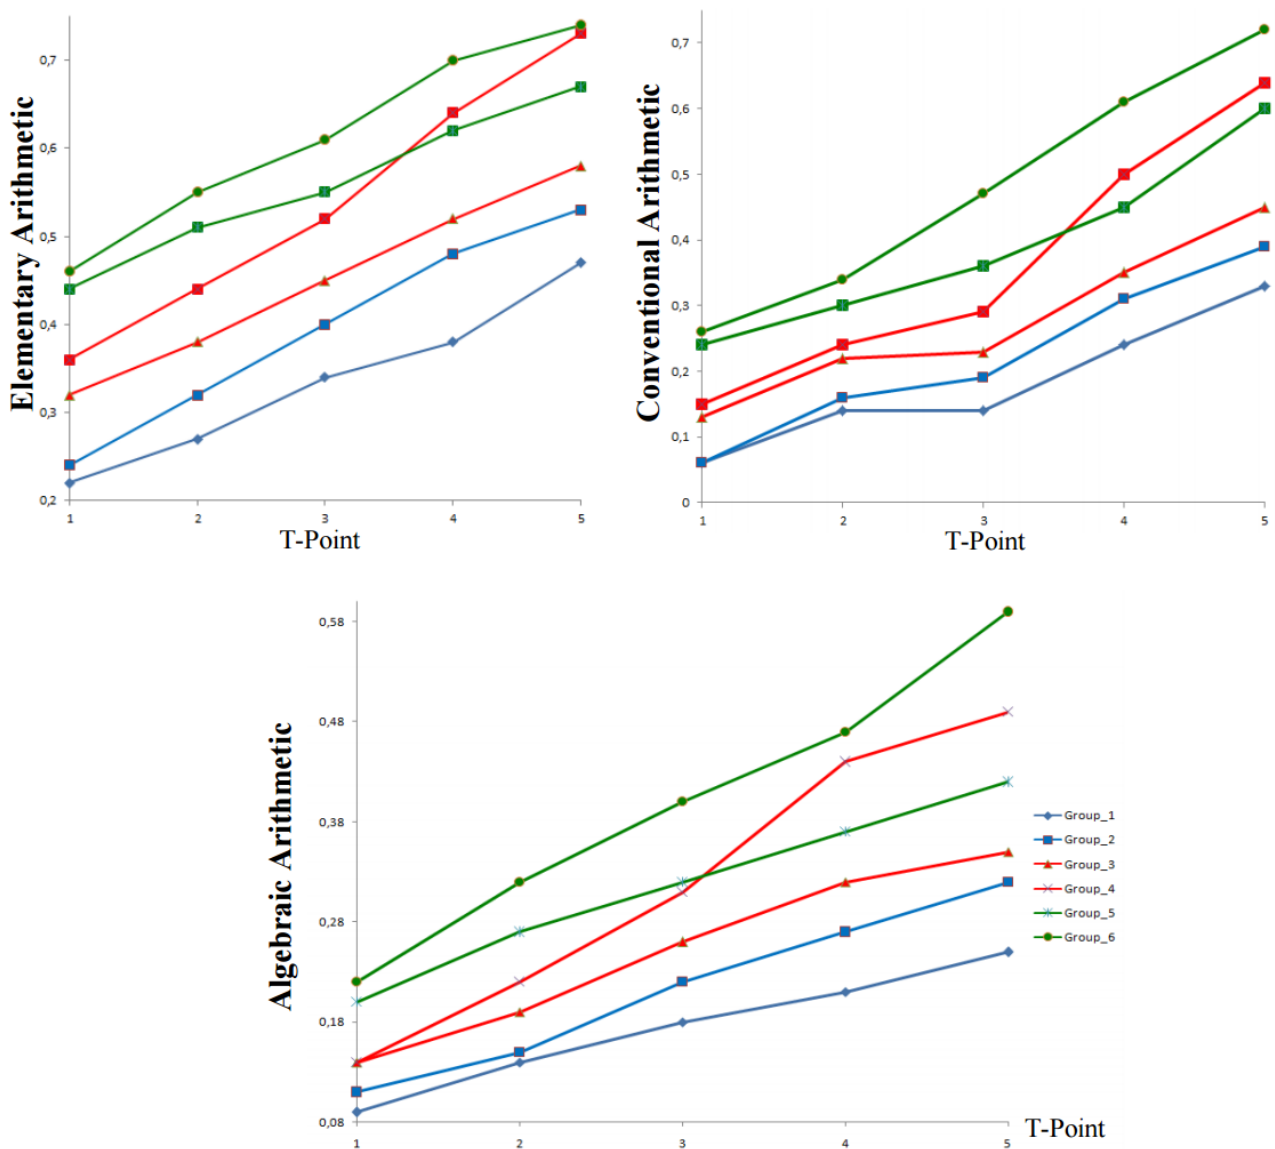 Elementary Arithmetic
0,7
0,6
0,5
0,4
0,3
0,2
1 2 3 4 5
T-Point
Conventional Arithmetic
0,7
0,6
0,5
0,4
0,3
0,2
0,1
0
1 2 3 4 5
T-Point
Algebraic Arithmetic
0,58
0,48
0,38
0,28
0,18
0,08
1 2 3 4 5
T-Point
Group_1
Group_2
Group_3
Group_4
Group_5
Group_6